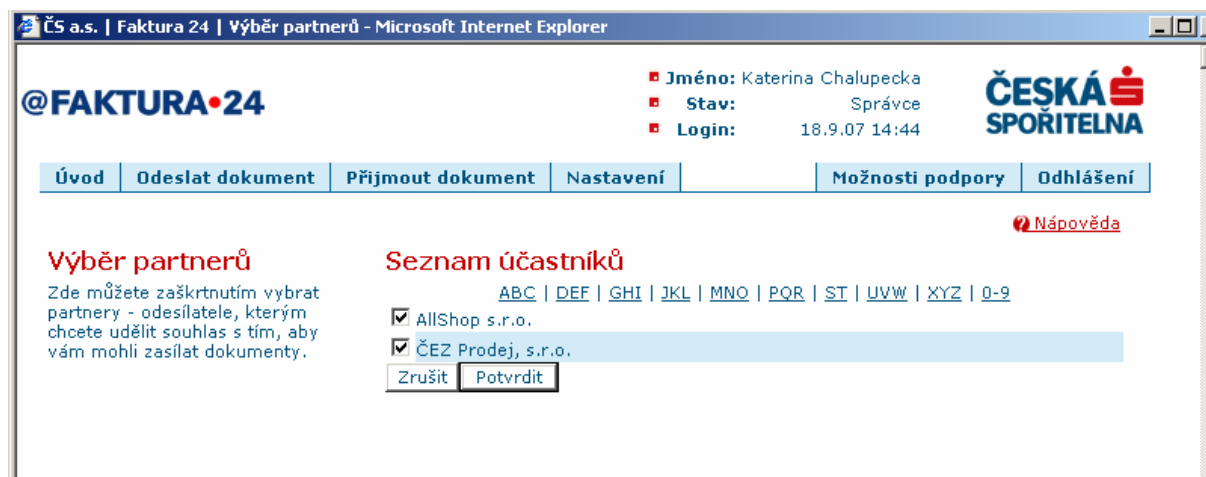 ČS a.s. | Faktura 24 | Výběr partnerů - Microsoft Internet Explorer
@FAKTURA•24
Jméno: Katerina Chalupecka
Stav: Správce
Login: 18.9.07 14:44
ČESKÁ
SPOŘITELNA
Úvod | Odeslat dokument | Přijmout dokument | Nastavení | Možnosti podpory | Odhlášení
Nápověda
Výběr partnerů
Zde můžete zaškrtnutím vybrat
partnery - odesílatele, kterým
chcete udělit souhlas s tím, aby
vám mohli zasílat dokumenty.
Seznam účastníků
ABC | DEF | GHI | JKL | MNO | PQR | ST | UVW | XYZ | 0-9
AllShop s.r.o.
ČEZ Prodej, s.r.o.
Zrušit Potvrdit